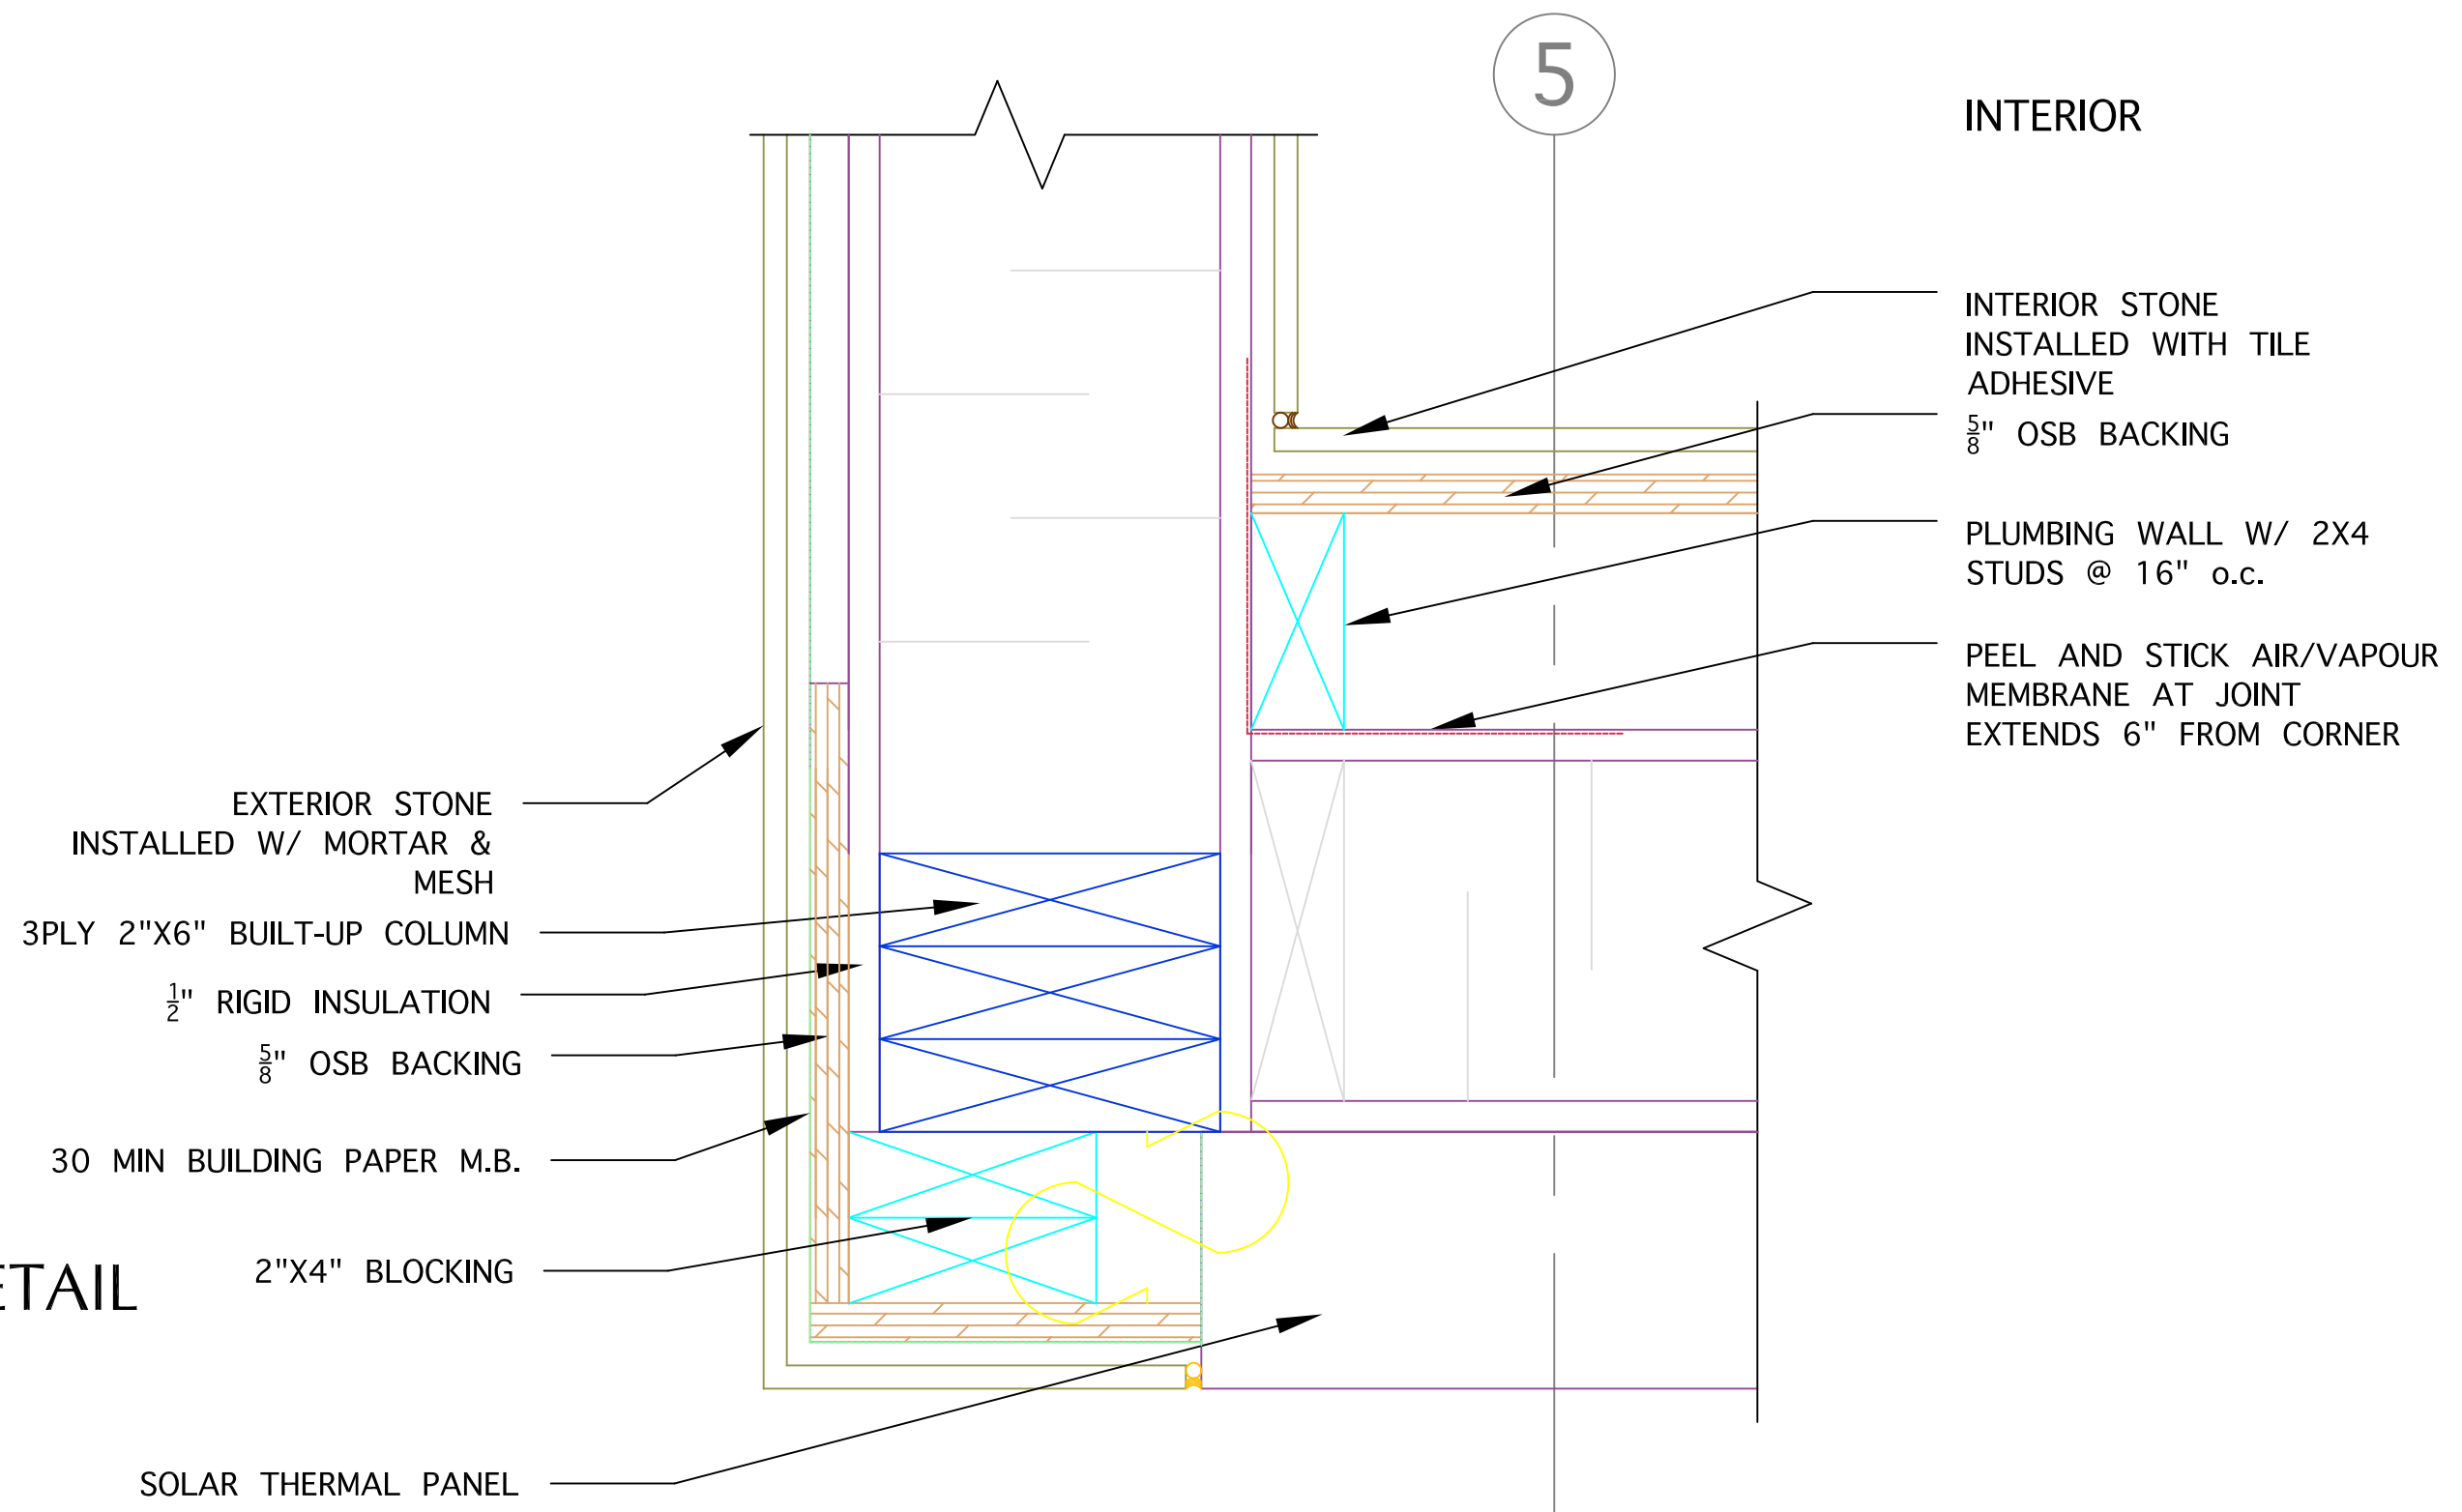 5
INTERIOR
INTERIOR STONE
INSTALLED WITH TILE
ADHESIVE
5/8" OSB BACKING
PLUMBING WALL W/ 2X4
STUDS @ 16" o.c.
PEEL AND STICK AIR/VAPOUR
MEMBRANE AT JOINT
EXTENDS 6" FROM CORNER
EXTERIOR STONE
INSTALLED W/ MORTAR &
MESH
3PLY 2"X6" BUILT-UP COLUMN
1/2" RIGID INSULATION
5/8" OSB BACKING
30 MIN BUILDING PAPER M.B.
2"X4" BLOCKING
ETAIL
SOLAR THERMAL PANEL